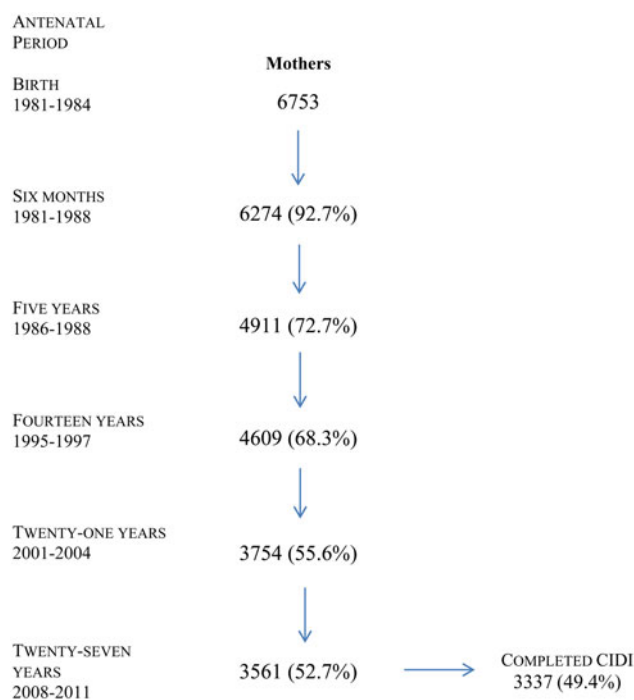 ANTENATAL
PERIOD
Mothers
BIRTH
1981-1984
6753
SIX MONTHS
1981-1988
6274 (92.7%)
FIVE YEARS
1986-1988
4911 (72.7%)
FOURTEEN YEARS
1995-1997
4609 (68.3%)
TWENTY-ONE YEARS
2001-2004
3754 (55.6%)
TWENTY-SEVEN
YEARS
2008-2011
3561 (52.7%)
COMPLETED CIDI
3337 (49.4%)